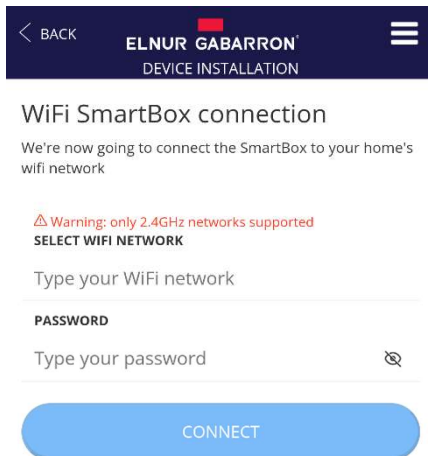 BACK
ELNUR GABARRON
DEVICE INSTALLATION
WiFi SmartBox connection
We're now going to connect the SmartBox to your home's
wifi network
Warning: only 2.4GHz networks supported
SELECT WIFI NETWORK
Type your WiFi network
PASSWORD
Type your password
CONNECT